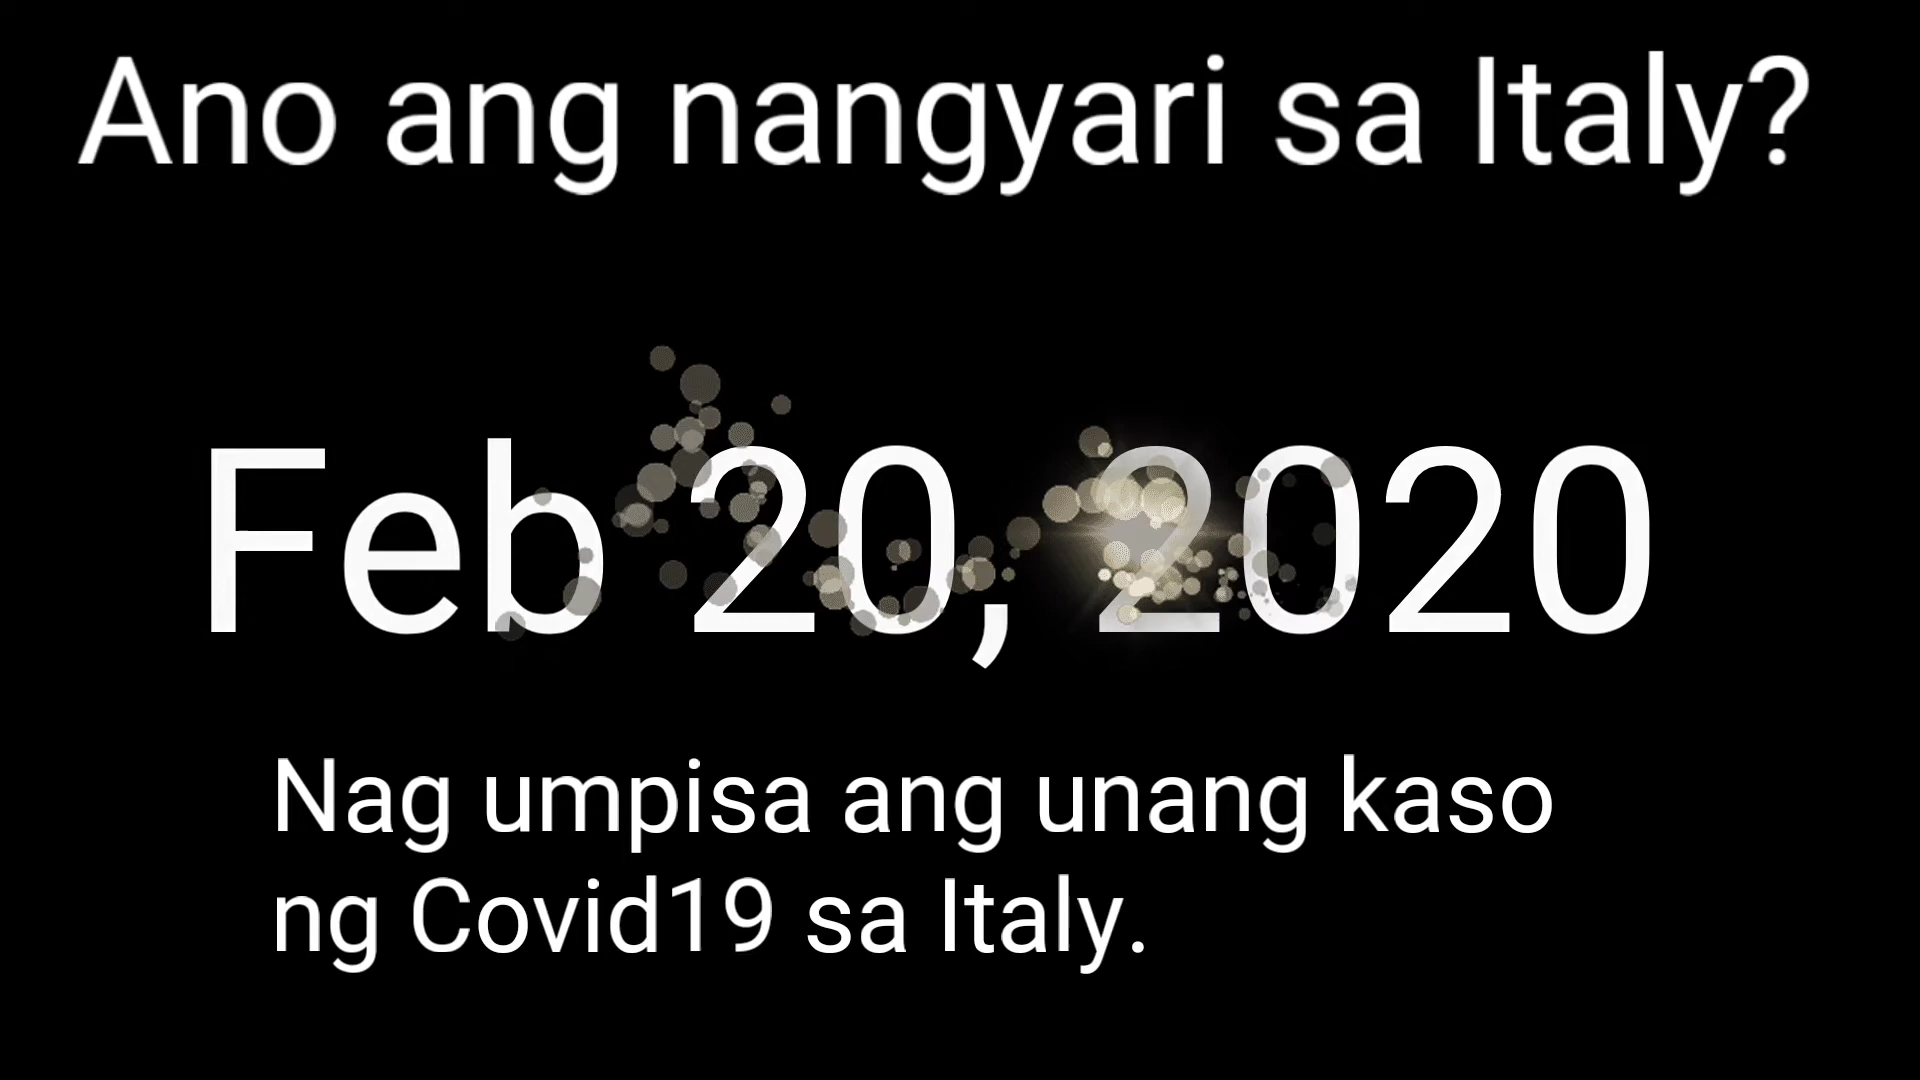 Ano ang nangyari sa Italy?
Feb 20, 2020
Nag umpisa ang unang kaso
ng Covid19 sa Italy.